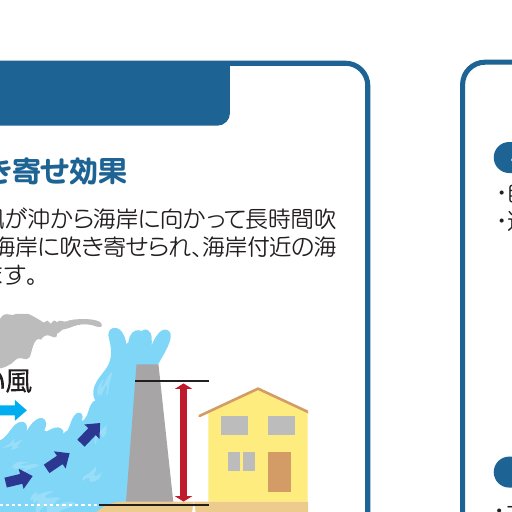 き寄せ効果
風が沖から海岸に向かって長時間吹
海岸に吹き寄せられ、海岸付近の海
ます。
い風